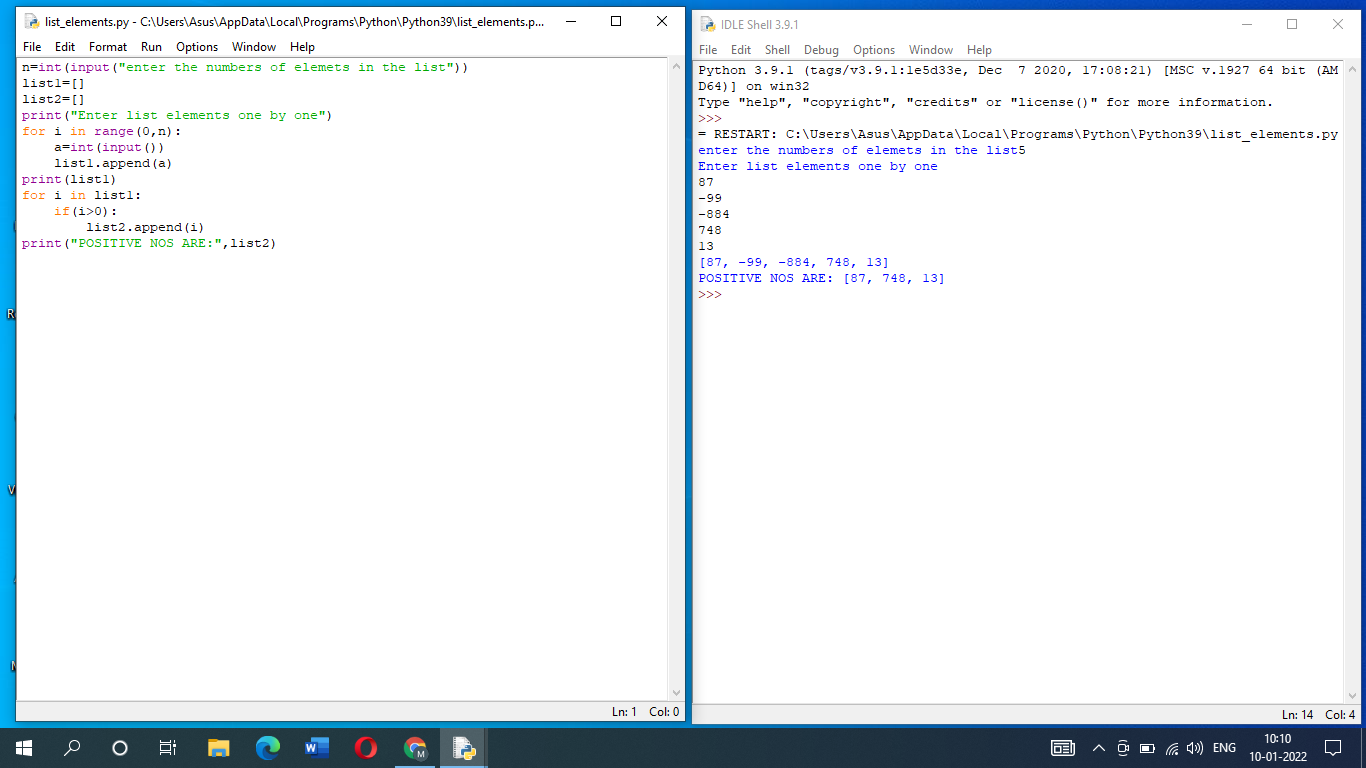 list_elements.py - C:\Users\Asus\AppData\Local\Programs\Python\Python39\list_elements.p...
File Edit Format Run Options Window Help
n=int(input("enter the numbers of elemets in the list"))
list1=[]
list2=[]
print("Enter list elements one by one")
for i in range(0,n):
    a=int(input())
    list1.append(a)
print(list1)
for i in list1:
    if(i>0):
        list2.append(i)
print("POSITIVE NOS ARE:",list2)
Ln: 1 Col: 0
IDLE Shell 3.9.1
File Edit Shell Debug Options Window Help
Python 3.9.1 (tags/v3.9.1:1e5d33e, Dec  7 2020, 17:08:21) [MSC v.1927 64 bit (AM
D64)] on win32
Type "help", "copyright", "credits" or "license()" for more information.
>>>
= RESTART: C:\Users\Asus\AppData\Local\Programs\Python\Python39\list_elements.py
enter the numbers of elemets in the list5
Enter list elements one by one
87
-99
-884
748
13
[87, -99, -884, 748, 13]
POSITIVE NOS ARE: [87, 748, 13]
>>>
Ln: 14 Col: 4
ENG
10:10
10-01-2022